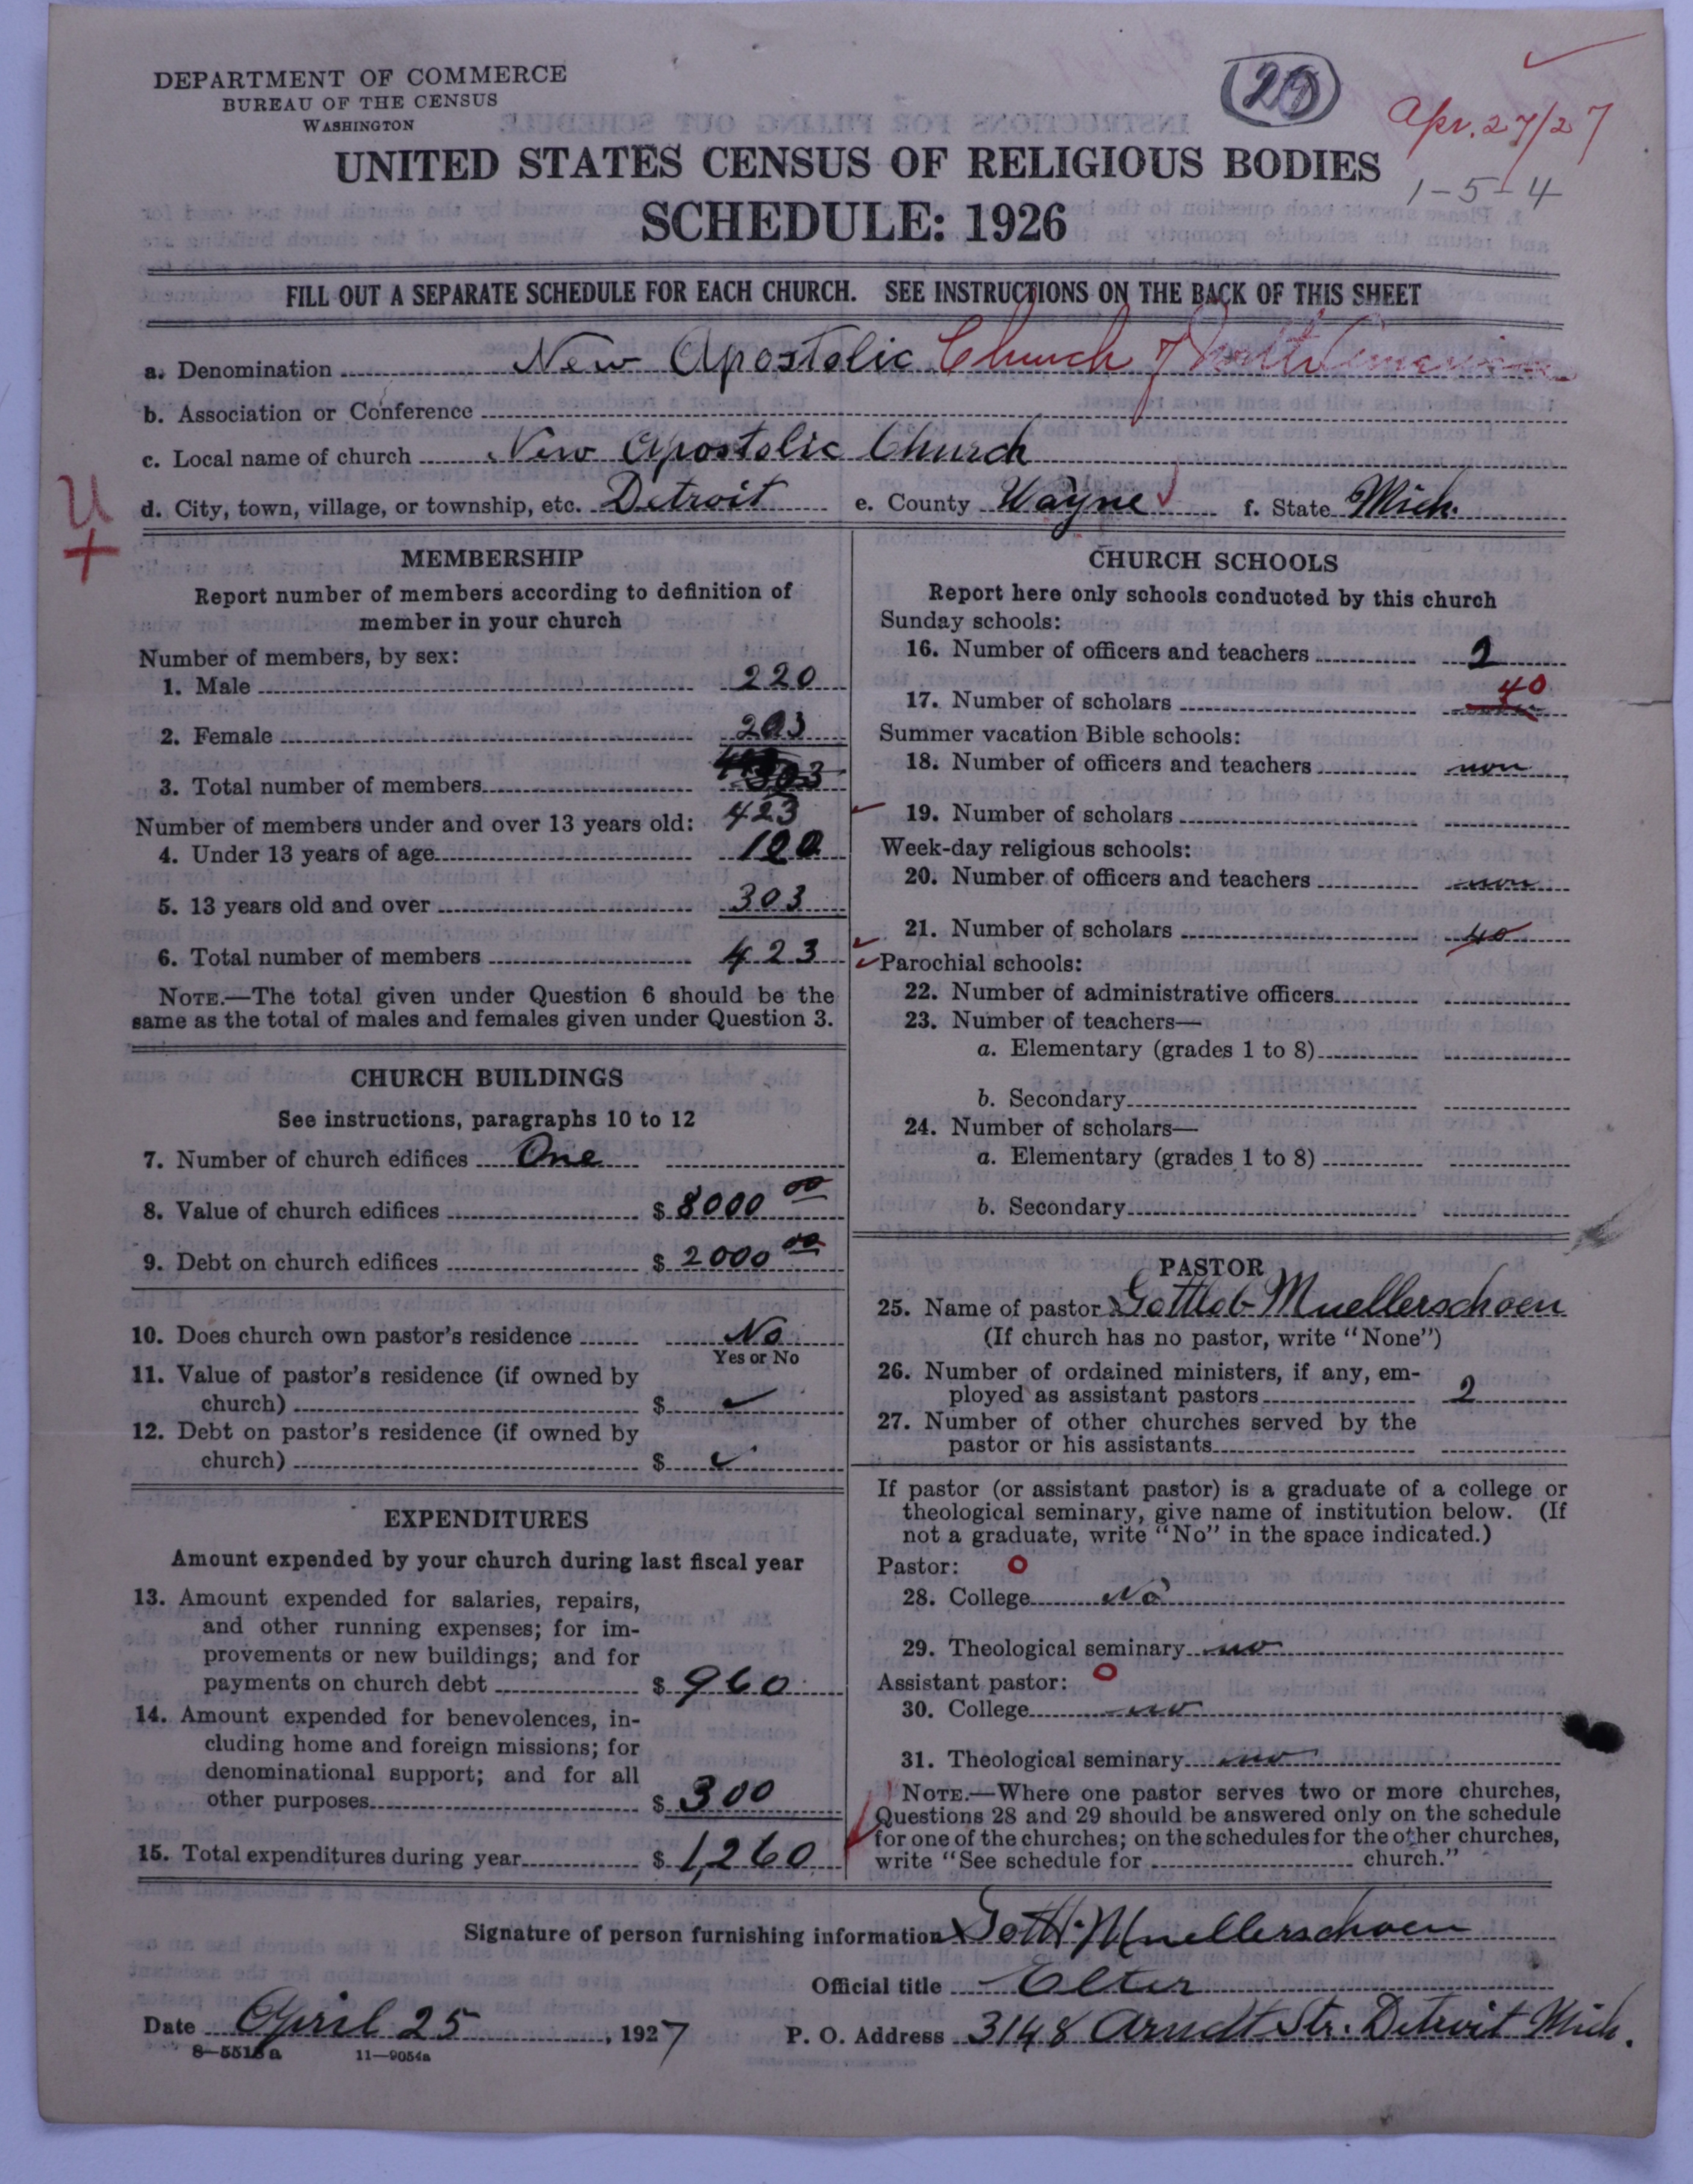 DEPARTMENT OF COMMERCE
BUREAU OF THE CENSUS
WASHINGTON
Apr. 27/27
UNITED STATES CENSUS OF RELIGIOUS BODIES
1-5-4
SCHEDULE: 1926
FILL OUT A SEPARATE SCHEDULE FOR EACH CHURCH. SEE INSTRUCTIONS ON THE BACK OF THIS SHEET
a. Denomination New Apostolic Church of North America
b. Association or Conference
c. Local name of church New Apostolic Church
d. City, town, village, or township, etc. Detroit e. County Wayne f. State Mich.
U
+
MEMBERSHIP
Report number of members according to definition of
member in your church
Number of members, by sex:
1. Male 220
2. Female 203
3. Total number of members 303
423
Number of members under and over 13 years old:
4. Under 13 years of age 120
5. 13 years old and over 303
6. Total number of members 423
NOTE.—The total given under Question 6 should be the
same as the total of males and females given under Question 3.
CHURCH BUILDINGS
See instructions, paragraphs 10 to 12
7. Number of church edifices One
8. Value of church edifices $ 8000 00
9. Debt on church edifices $ 2000 00
10. Does church own pastor's residence No
Yes or No
11. Value of pastor's residence (if owned by
church) $ ✓
12. Debt on pastor's residence (if owned by
church) $ ✓
EXPENDITURES
Amount expended by your church during last fiscal year
13. Amount expended for salaries, repairs,
and other running expenses; for im-
provements or new buildings; and for
payments on church debt $ 960
14. Amount expended for benevolences, in-
cluding home and foreign missions; for
denominational support; and for all
other purposes $ 300
15. Total expenditures during year $ 1,260
CHURCH SCHOOLS
Report here only schools conducted by this church
Sunday schools:
16. Number of officers and teachers 2
17. Number of scholars 40
Summer vacation Bible schools:
18. Number of officers and teachers non
19. Number of scholars
Week-day religious schools:
20. Number of officers and teachers non
21. Number of scholars 40
Parochial schools:
22. Number of administrative officers
23. Number of teachers—
a. Elementary (grades 1 to 8)
b. Secondary
24. Number of scholars—
a. Elementary (grades 1 to 8)
b. Secondary
PASTOR
25. Name of pastor Gottlob Muellerschoen
(If church has no pastor, write "None")
26. Number of ordained ministers, if any, em-
ployed as assistant pastors 2
27. Number of other churches served by the
pastor or his assistants
If pastor (or assistant pastor) is a graduate of a college or
theological seminary, give name of institution below. (If
not a graduate, write "No" in the space indicated.)
Pastor: O
28. College No
29. Theological seminary no
Assistant pastor: O
30. College no
31. Theological seminary no
NOTE.—Where one pastor serves two or more churches,
Questions 28 and 29 should be answered only on the schedule
for one of the churches; on the schedules for the other churches,
write "See schedule for church."
Signature of person furnishing information X Gottl. Muellerschoen
Official title Elter
Date April 25, 1927 P. O. Address 3148 Arndt Str. Detroit Mich.
8—5513a 11—9054a